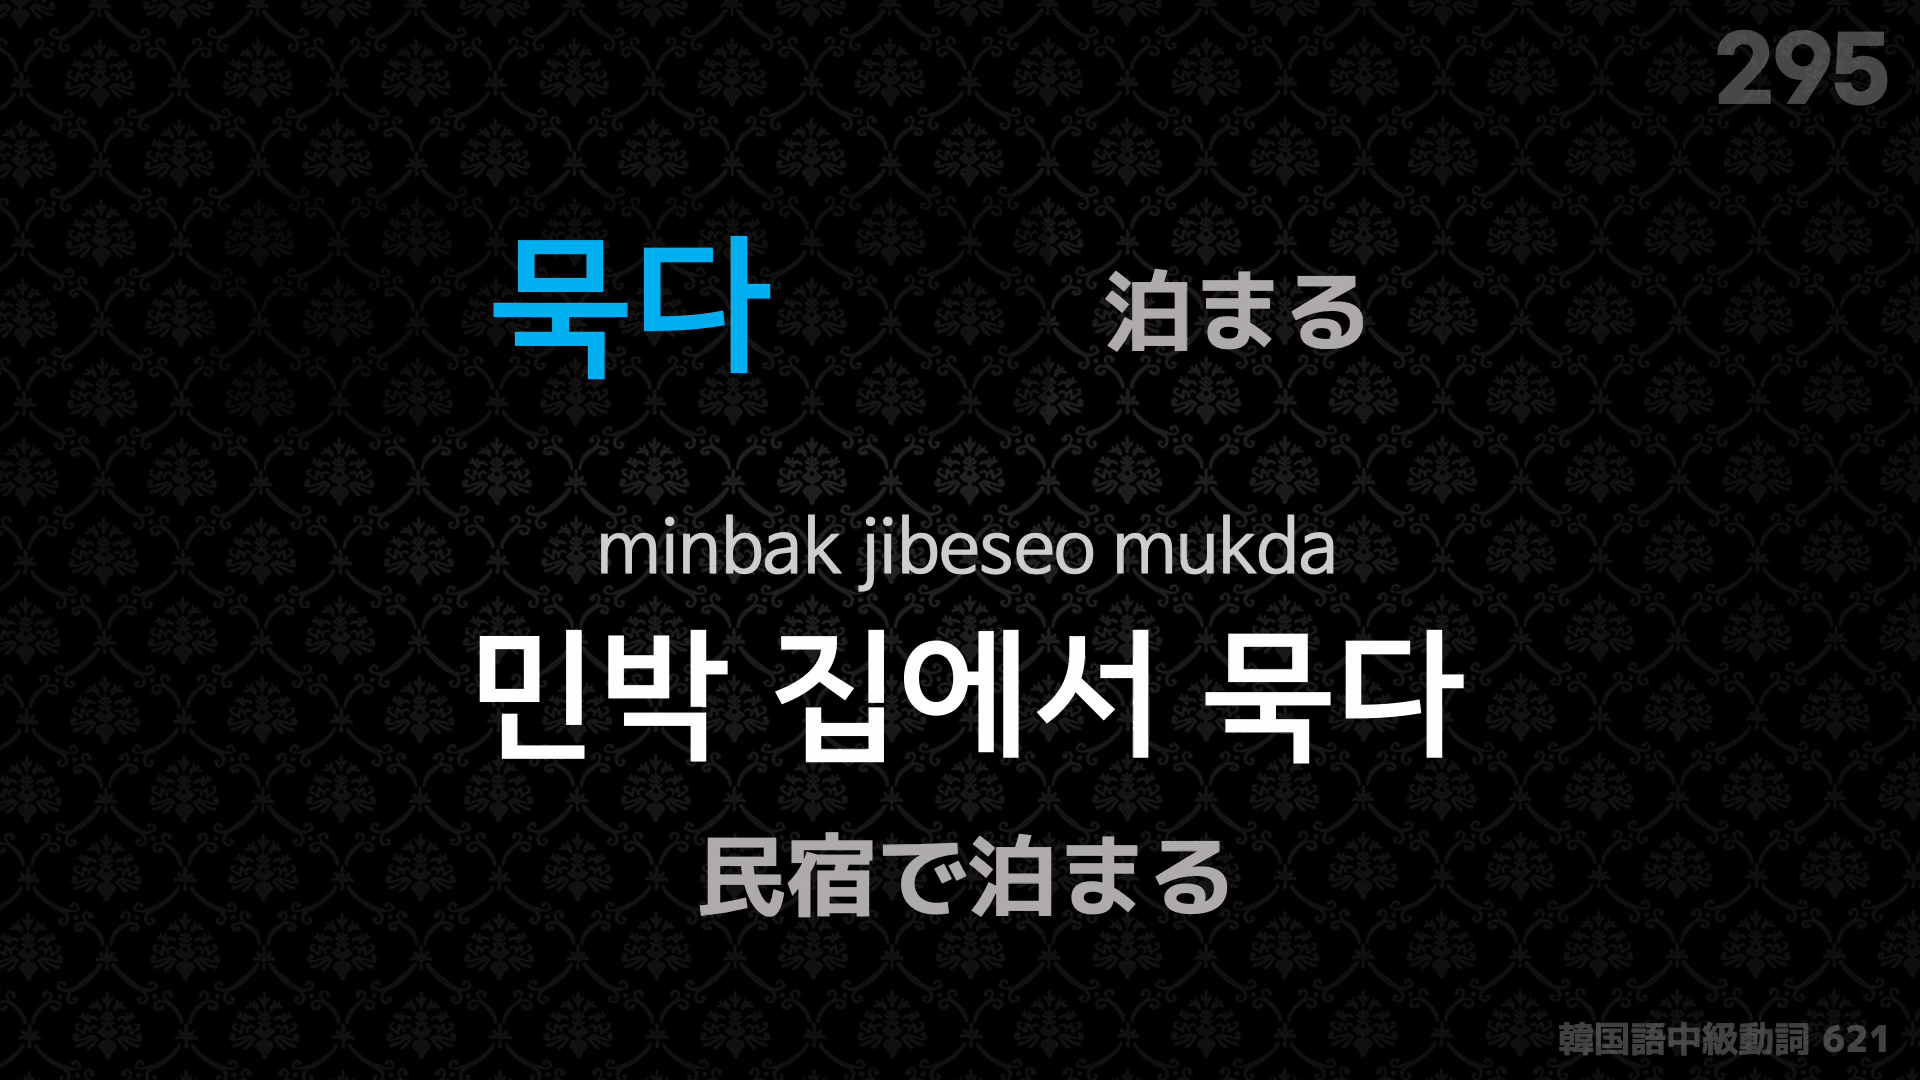 295
묵다 泊まる
minbak jibeseo mukda
민박 집에서 묵다
民宿で泊まる
韓国語中級動詞 621